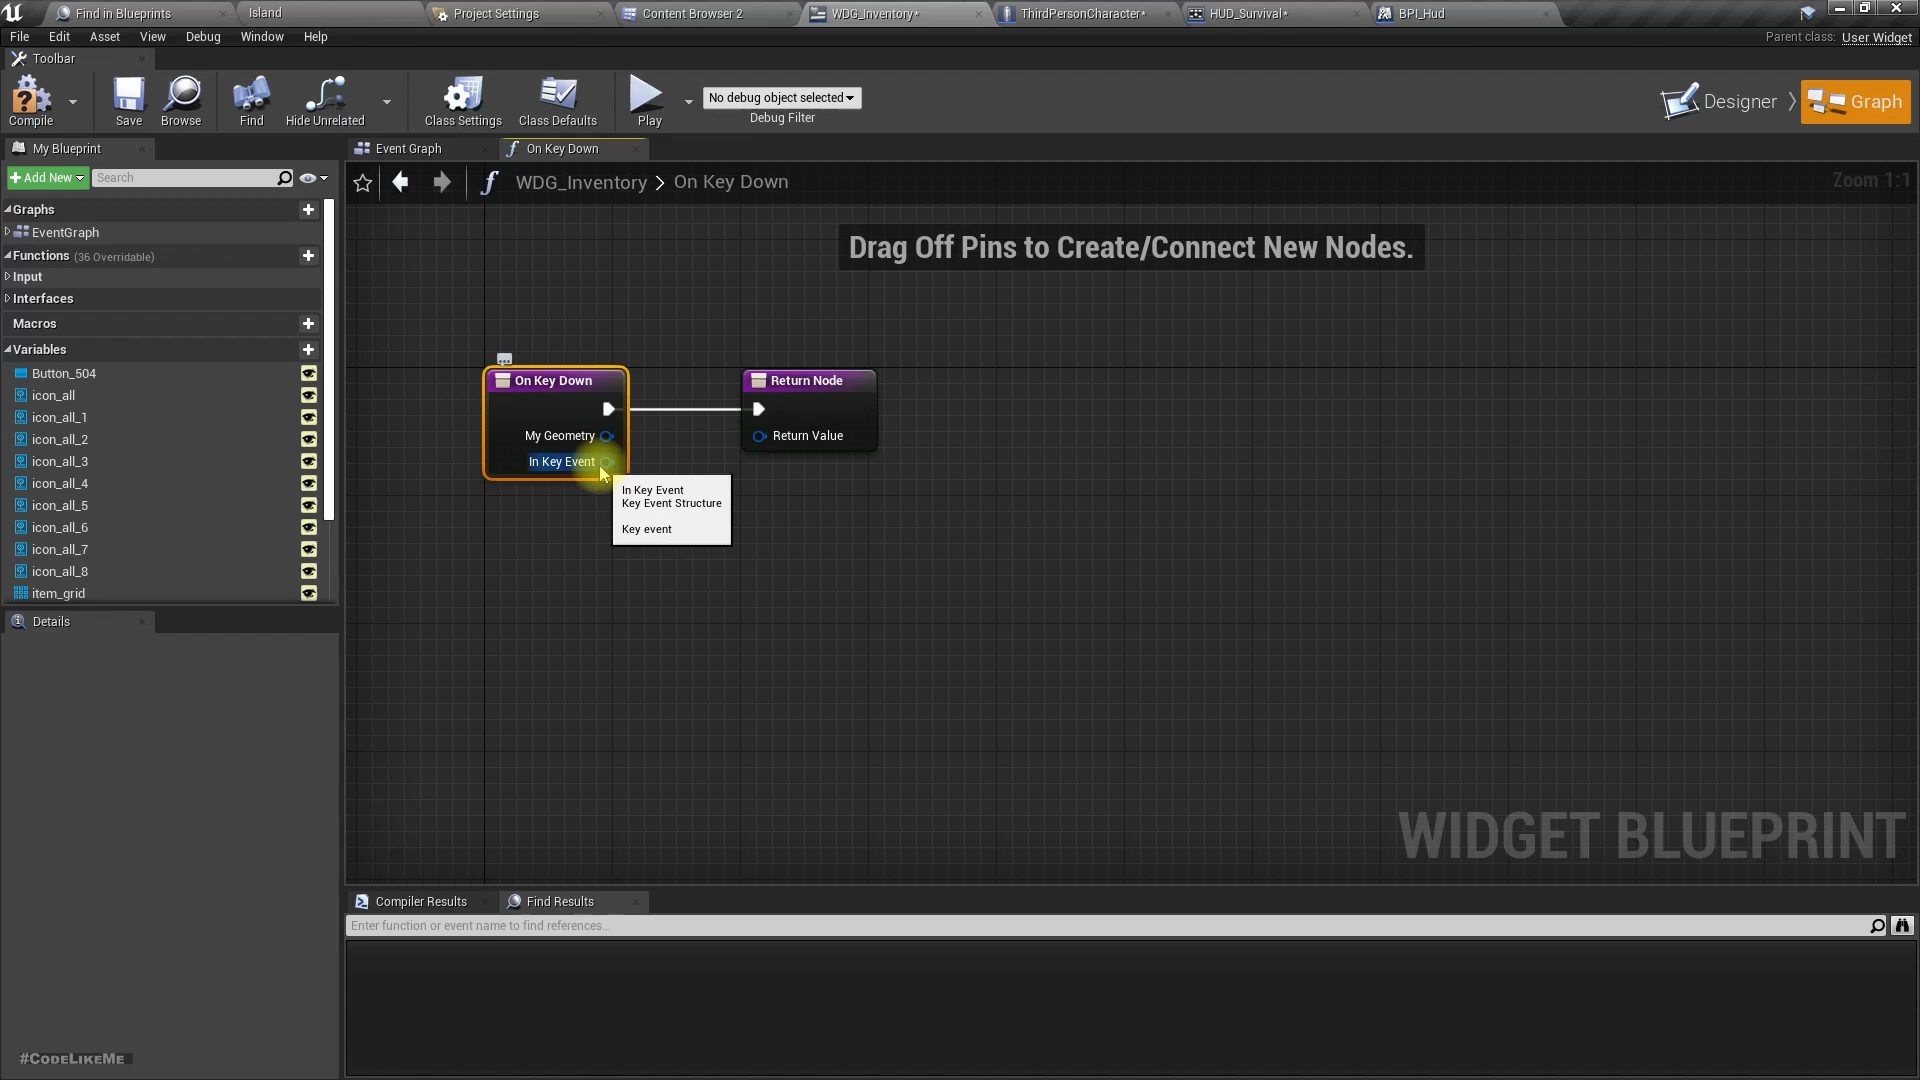 Find in Blueprints
Island
Project Settings
Content Browser 2
WDG_Inventory*
ThirdPersonCharacter*
HUD_Survival*
BPI_Hud
File Edit Asset View Window Help
Parent class: User Widget
Toolbar
Compile
Save
Browse
Find
Hide Unrelated
Class Settings
Class Defaults
Play
No debug object selected
Debug Filter
Designer
Graph
My Blueprint
Event Graph
On Key Down
Add New
Search
WDG_Inventory > On Key Down
Zoom 1:1
Graphs
EventGraph
Functions (36 Overridable)
Input
Interfaces
Macros
Variables
Button_504
icon_all
icon_all_1
icon_all_2
icon_all_3
icon_all_4
icon_all_5
icon_all_6
icon_all_7
icon_all_8
item_grid
Drag Off Pins to Create/Connect New Nodes.
On Key Down
My Geometry
In Key Event
Return Node
Return Value
In Key Event
Key Event Structure
Key event
Details
WIDGET BLUEPRINT
Compiler Results
Find Results
Enter function or event name to find references...
#CodeLikeMe